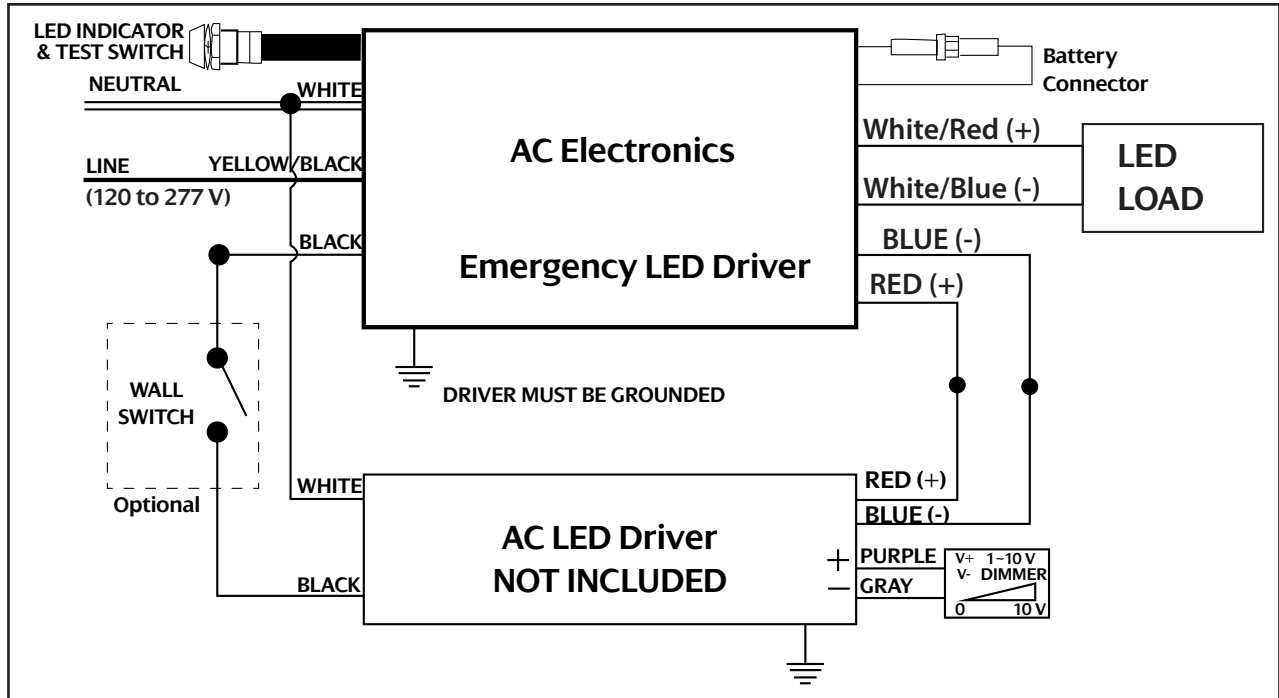 LED INDICATOR
& TEST SWITCH
NEUTRAL
WHITE
LINE
YELLOW/BLACK
(120 to 277 V)
BLACK
AC Electronics
Emergency LED Driver
Battery
Connector
White/Red (+)
White/Blue (-)
LED
LOAD
BLUE (-)
RED (+)
WALL
SWITCH
Optional
DRIVER MUST BE GROUNDED
WHITE
BLACK
AC LED Driver
NOT INCLUDED
RED (+)
BLUE (-)
+ PURPLE
− GRAY
V+ 1~10 V
V- DIMMER
0 10 V